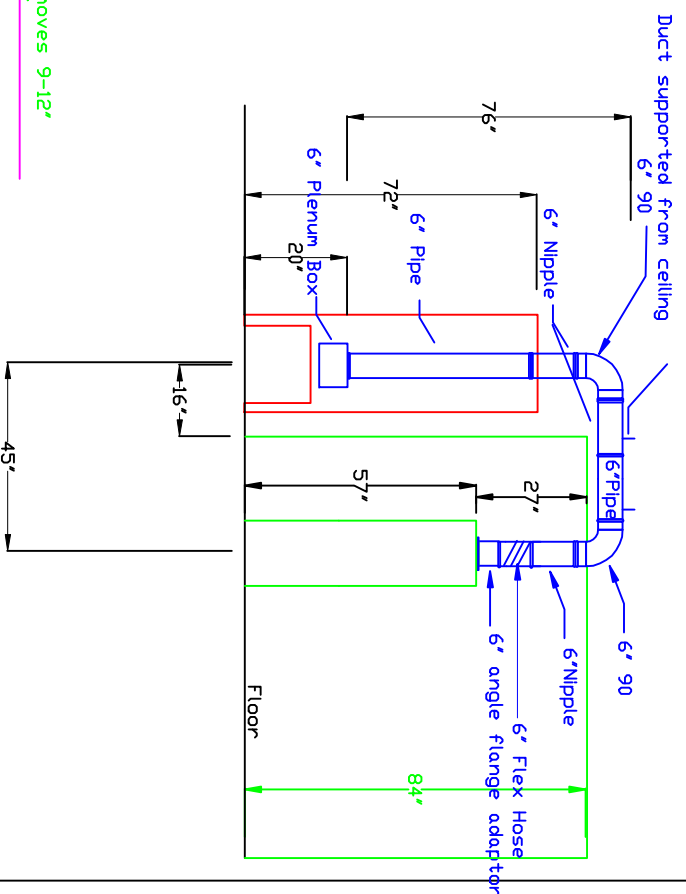 Duct supported from ceiling
6" 90
76"
72"
6" Nipple
6" Pipe
6" Plenum Box
20"
moves 9-12"
16"
45"
57"
27"
6"Pipe
6" 90
6"Nipple
6" Flex Hose
6" angle flange adaptor
Floor
84"